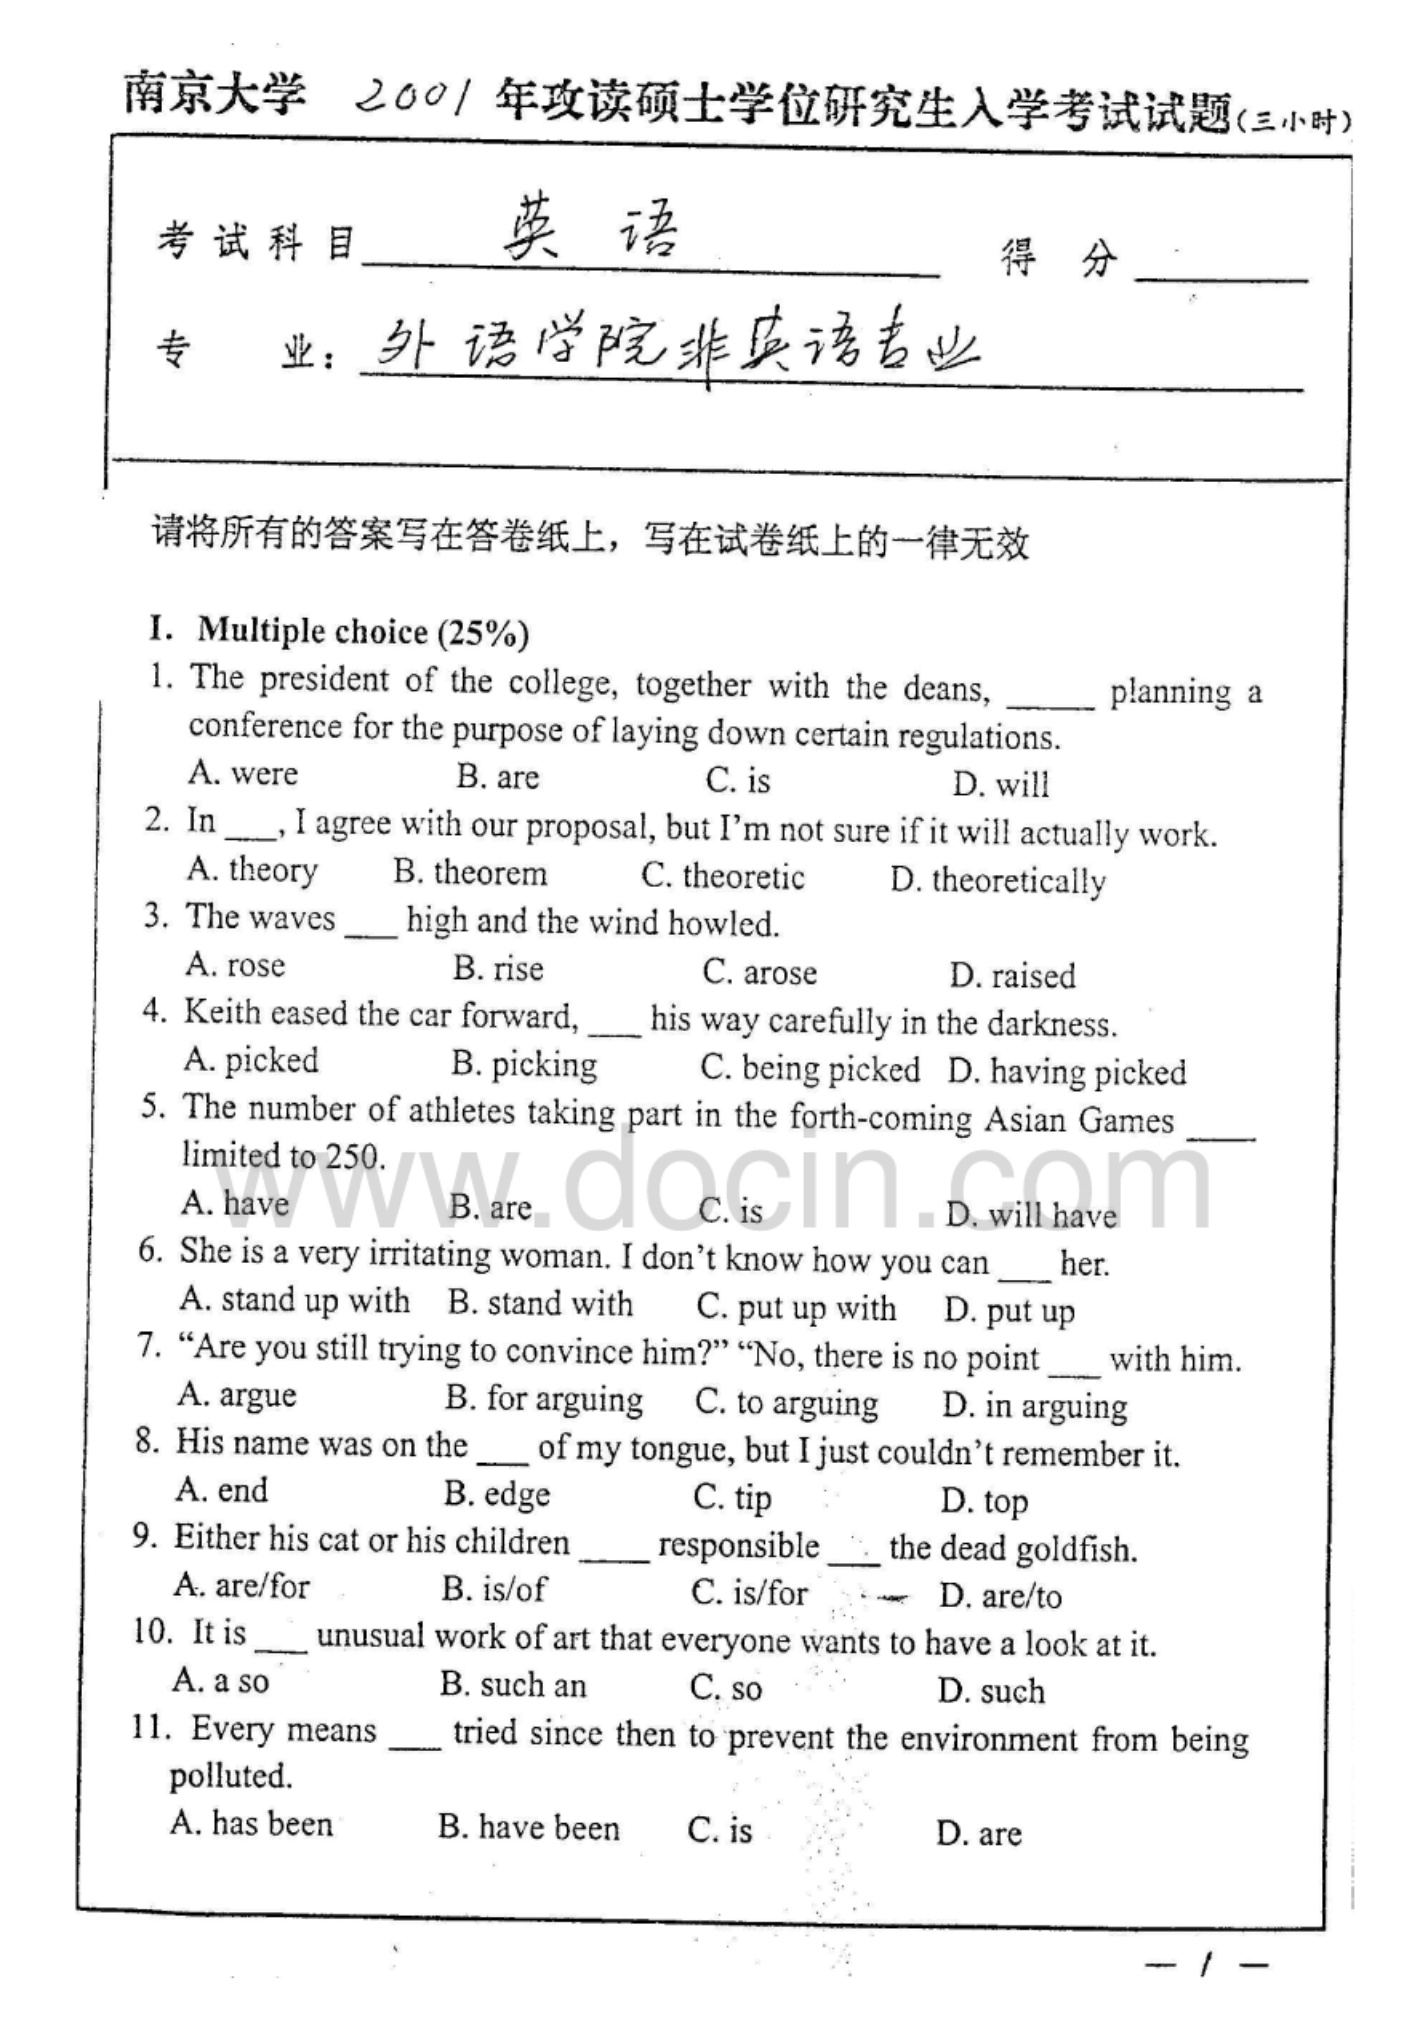 南京大学 2001 年攻读硕士学位研究生入学考试试题(三小时)
考试科目 英语 得分
专业: 外语学院非英语专业
请将所有的答案写在答卷纸上，写在试卷纸上的一律无效
I. Multiple choice (25%)
1. The president of the college, together with the deans, _____ planning a
conference for the purpose of laying down certain regulations.
A. were B. are C. is D. will
2. In ___, I agree with our proposal, but I'm not sure if it will actually work.
A. theory B. theorem C. theoretic D. theoretically
3. The waves ___ high and the wind howled.
A. rose B. rise C. arose D. raised
4. Keith eased the car forward, ___ his way carefully in the darkness.
A. picked B. picking C. being picked D. having picked
5. The number of athletes taking part in the forth-coming Asian Games ____
limited to 250.
A. have B. are C. is D. will have
6. She is a very irritating woman. I don't know how you can ___ her.
A. stand up with B. stand with C. put up with D. put up
7. “Are you still trying to convince him?” “No, there is no point ___ with him.
A. argue B. for arguing C. to arguing D. in arguing
8. His name was on the ___ of my tongue, but I just couldn't remember it.
A. end B. edge C. tip D. top
9. Either his cat or his children ____ responsible ___ the dead goldfish.
A. are/for B. is/of C. is/for D. are/to
10. It is ___ unusual work of art that everyone wants to have a look at it.
A. a so B. such an C. so D. such
11. Every means ___ tried since then to prevent the environment from being
polluted.
A. has been B. have been C. is D. are
— 1 —
www.docin.com